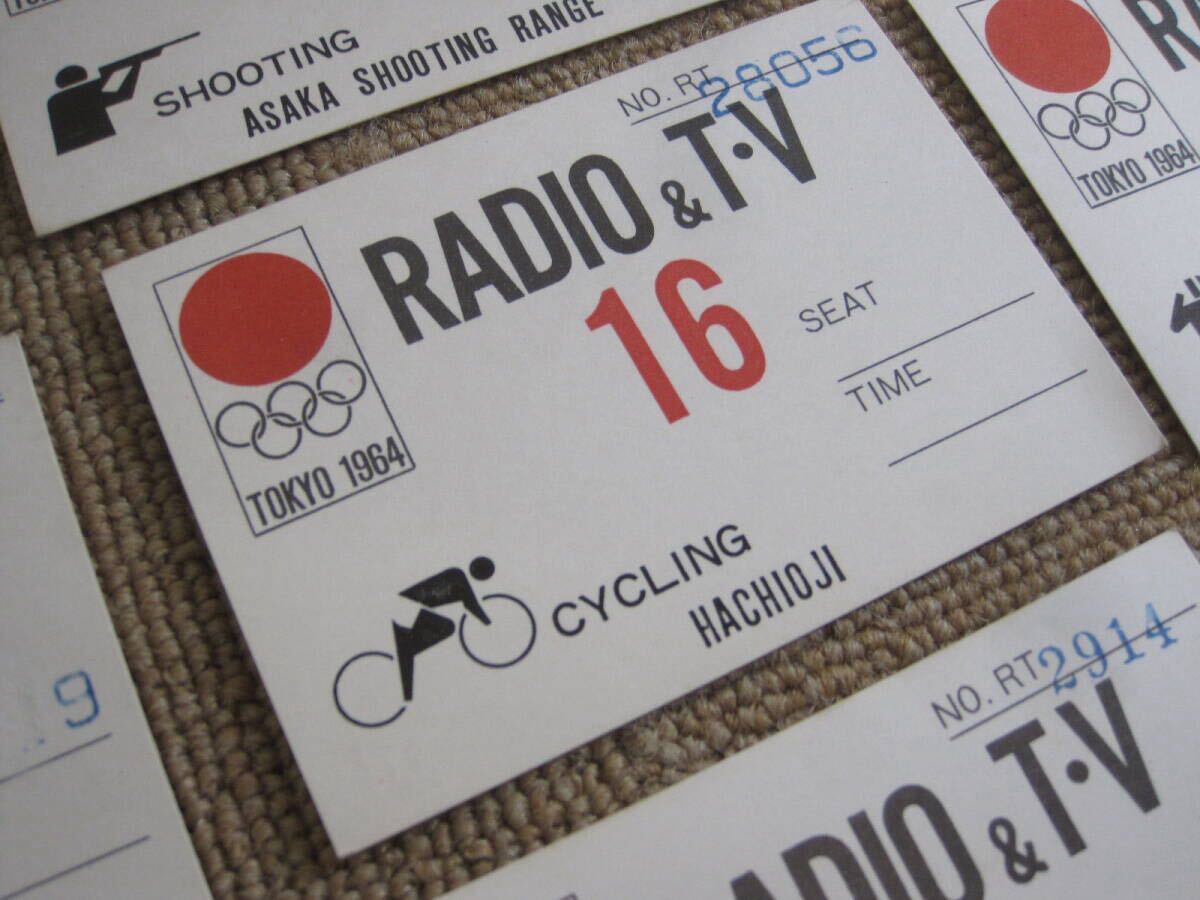 SHOOTING
ASAKA SHOOTING RANGE
NO. RT 28056
RADIO & T·V
16
SEAT
TIME
TOKYO 1964
CYCLING
HACHIOJI
TOKYO 1964
9
NO. RT 2914
RADIO & T·V